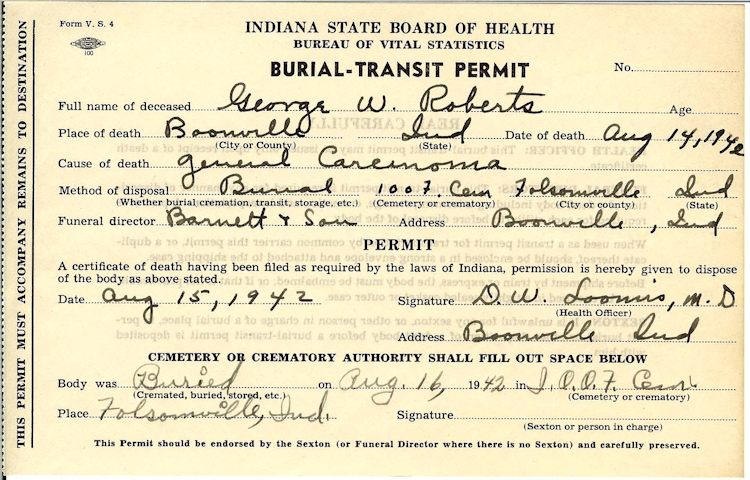 THIS PERMIT MUST ACCOMPANY REMAINS TO DESTINATION
Form V. S. 4
100
INDIANA STATE BOARD OF HEALTH
BUREAU OF VITAL STATISTICS
BURIAL-TRANSIT PERMIT No.
Full name of deceased George W. Roberts Age
Place of death Boonville Ind Date of death Aug 14, 1942
(City or County) (State)
Cause of death general Carcinoma
Method of disposal Burial I O O F. Cem Folsomville Ind
(Whether burial, cremation, transit, storage, etc.) (Cemetery or crematory) (City or county) (State)
Funeral director Barnett & Son Address Boonville, Ind
PERMIT
A certificate of death having been filed as required by the laws of Indiana, permission is hereby given to dispose
of the body as above stated.
Date Aug 15, 1942 Signature D. W. Loomis, M. D
(Health Officer)
Address Boonville Ind
CEMETERY OR CREMATORY AUTHORITY SHALL FILL OUT SPACE BELOW
Body was Buried on Aug. 16, 1942 in I. O. O. F. Cem.
(Cremated, buried, stored, etc.) (Cemetery or crematory)
Place Folsomville, Ind. Signature
(Sexton or person in charge)
This Permit should be endorsed by the Sexton (or Funeral Director where there is no Sexton) and carefully preserved.